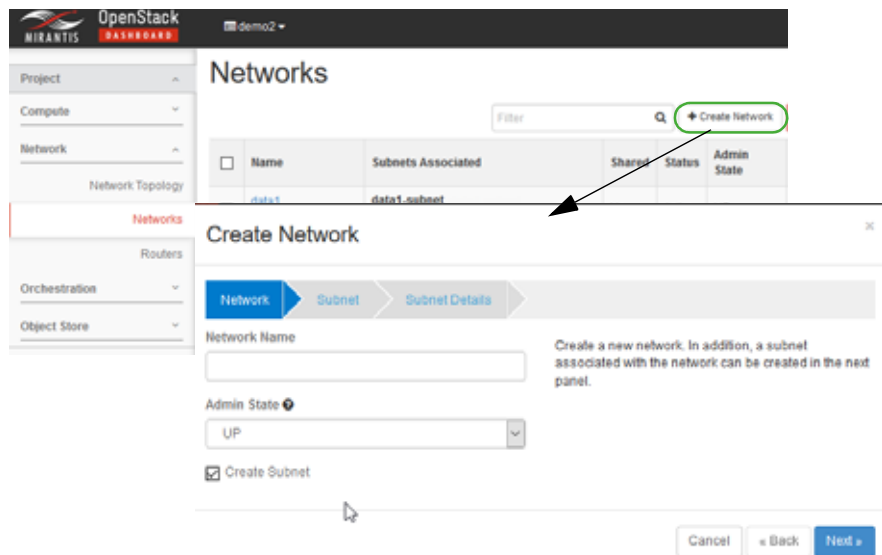 MIRANTIS
OpenStack
DASHBOARD
demo2
Project
Compute
Network
Network Topology
Networks
Routers
Orchestration
Object Store
Networks
Filter
+ Create Network
Name
Subnets Associated
Shared
Status
Admin State
data1
data1-subnet
Create Network
×
Network
Subnet
Subnet Details
Network Name
Create a new network. In addition, a subnet
associated with the network can be created in the next
panel.
Admin State
UP
Create Subnet
Cancel
« Back
Next »